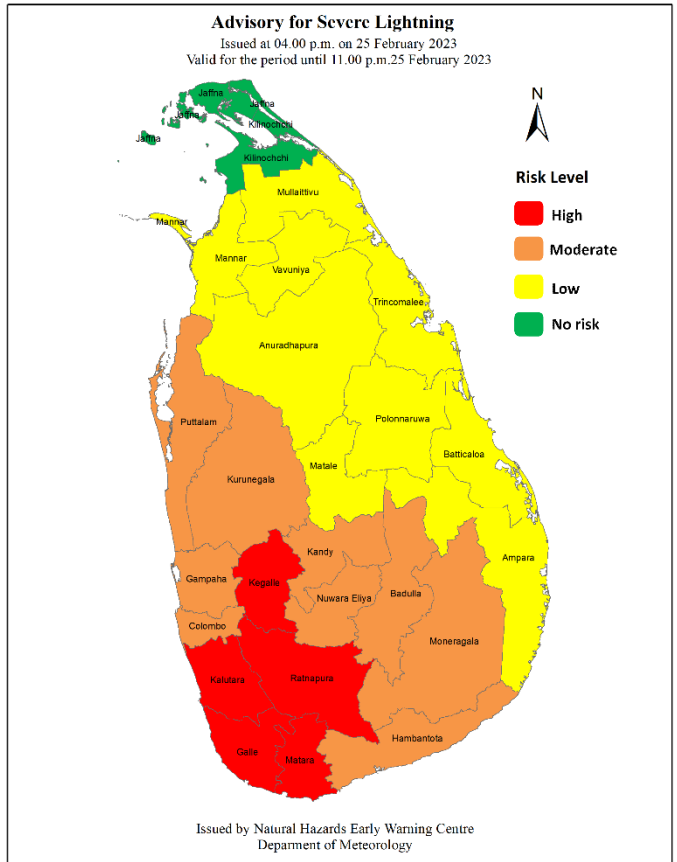 Advisory for Severe Lightning
Issued at 04.00 p.m. on 25 February 2023
Valid for the period until 11.00 p.m.25 February 2023
N
Risk Level
High
Moderate
Low
No risk
Jaffna
Jaffna
Jaffna
Kilinochchi
Jaffna
Kilinochchi
Mullaittivu
Mannar
Mannar
Vavuniya
Trincomalee
Anuradhapura
Polonnaruwa
Puttalam
Batticaloa
Matale
Kurunegala
Kandy
Ampara
Gampaha
Kegalle
Nuwara Eliya
Badulla
Colombo
Moneragala
Kalutara
Ratnapura
Hambantota
Galle
Matara
Issued by Natural Hazards Early Warning Centre
Deparment of Meteorology